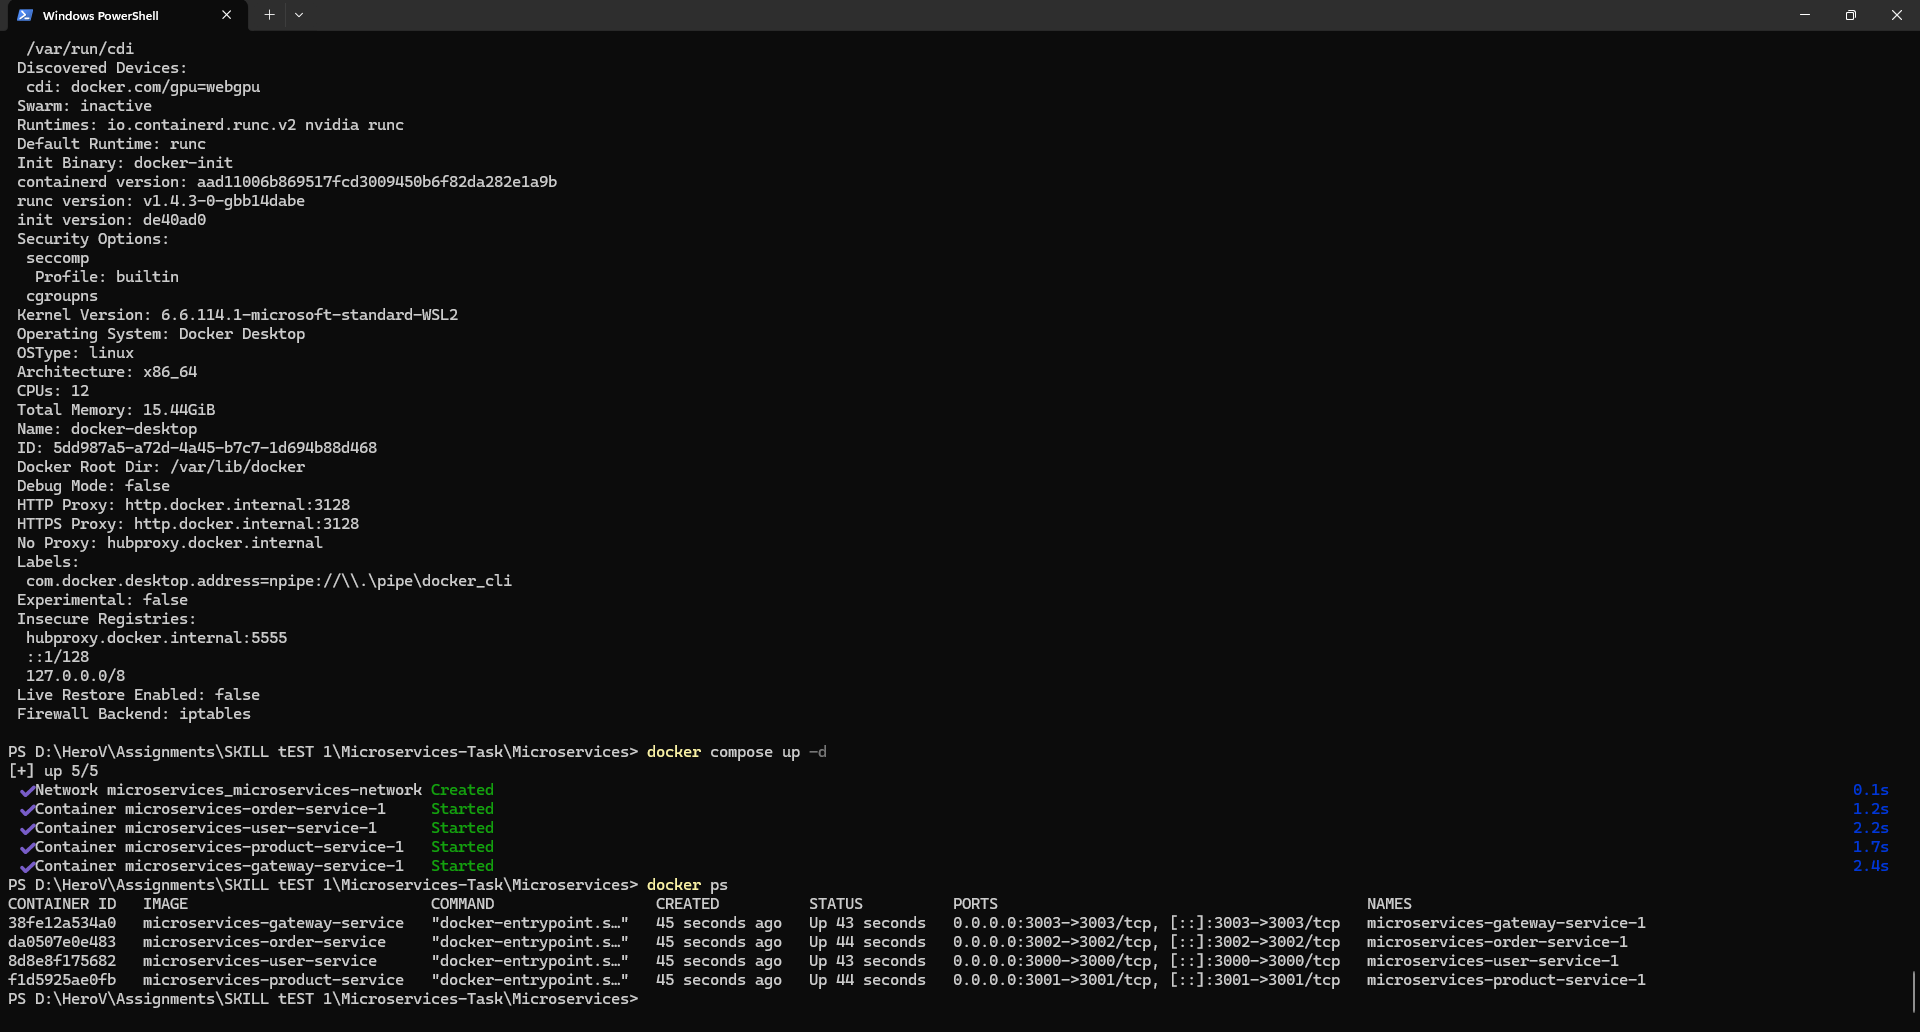 Windows PowerShell
/var/run/cdi
Discovered Devices:
cdi: docker.com/gpu=webgpu
Swarm: inactive
Runtimes: io.containerd.runc.v2 nvidia runc
Default Runtime: runc
Init Binary: docker-init
containerd version: aad11006b869517fcd3009450b6f82da282e1a9b
runc version: v1.4.3-0-gbb14dabe
init version: de40ad0
Security Options:
seccomp
Profile: builtin
cgroupns
Kernel Version: 6.6.114.1-microsoft-standard-WSL2
Operating System: Docker Desktop
OSType: linux
Architecture: x86_64
CPUs: 12
Total Memory: 15.44GiB
Name: docker-desktop
ID: 5dd987a5-a72d-4a45-b7c7-1d694b88d468
Docker Root Dir: /var/lib/docker
Debug Mode: false
HTTP Proxy: http.docker.internal:3128
HTTPS Proxy: http.docker.internal:3128
No Proxy: hubproxy.docker.internal
Labels:
com.docker.desktop.address=npipe://\\.\pipe\docker_cli
Experimental: false
Insecure Registries:
hubproxy.docker.internal:5555
::1/128
127.0.0.0/8
Live Restore Enabled: false
Firewall Backend: iptables
PS D:\HeroV\Assignments\SKILL tEST 1\Microservices-Task\Microservices> docker compose up -d
[+] up 5/5
✔Network microservices_microservices-network Created 0.1s
✔Container microservices-order-service-1 Started 1.2s
✔Container microservices-user-service-1 Started 2.2s
✔Container microservices-product-service-1 Started 1.7s
✔Container microservices-gateway-service-1 Started 2.4s
PS D:\HeroV\Assignments\SKILL tEST 1\Microservices-Task\Microservices> docker ps
CONTAINER ID IMAGE COMMAND CREATED STATUS PORTS NAMES
38fe12a534a0 microservices-gateway-service "docker-entrypoint.s…" 45 seconds ago Up 43 seconds 0.0.0.0:3003->3003/tcp, [::]:3003->3003/tcp microservices-gateway-service-1
da0507e0e483 microservices-order-service "docker-entrypoint.s…" 45 seconds ago Up 44 seconds 0.0.0.0:3002->3002/tcp, [::]:3002->3002/tcp microservices-order-service-1
8d8e8f175682 microservices-user-service "docker-entrypoint.s…" 45 seconds ago Up 43 seconds 0.0.0.0:3000->3000/tcp, [::]:3000->3000/tcp microservices-user-service-1
f1d5925ae0fb microservices-product-service "docker-entrypoint.s…" 45 seconds ago Up 44 seconds 0.0.0.0:3001->3001/tcp, [::]:3001->3001/tcp microservices-product-service-1
PS D:\HeroV\Assignments\SKILL tEST 1\Microservices-Task\Microservices>